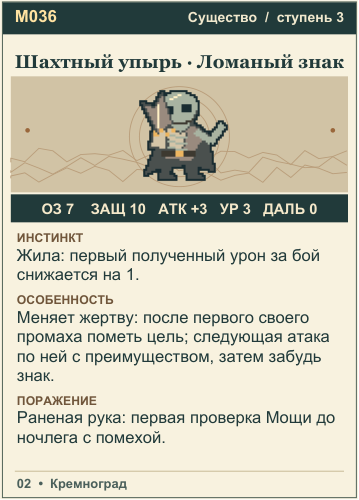 М036
Существо / ступень 3
Шахтный упырь · Ломаный знак
ОЗ 7 ЗАЩ 10 АТК +3 УР 3 ДАЛЬ 0
ИНСТИНКТ
Жила: первый полученный урон за бой
снижается на 1.
ОСОБЕННОСТЬ
Меняет жертву: после первого своего
промаха пометь цель; следующая атака
по ней с преимуществом, затем забудь
знак.
ПОРАЖЕНИЕ
Раненая рука: первая проверка Мощи до
ночлега с помехой.
02 • Кремноград